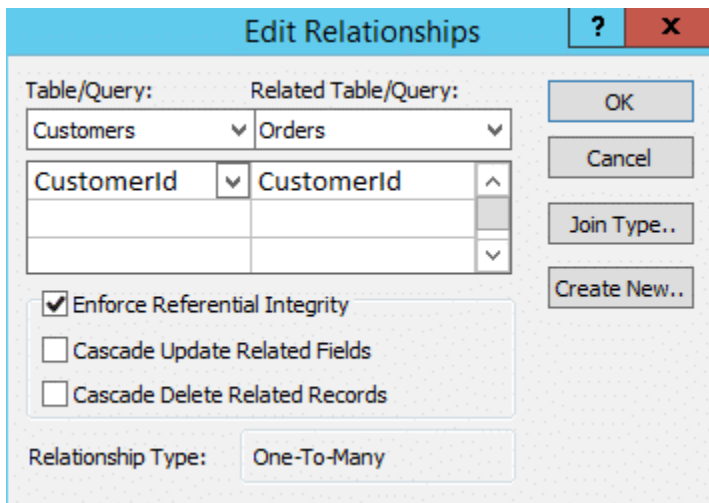 Edit Relationships ? x
Table/Query: Related Table/Query:
Customers Orders
OK
CustomerId CustomerId
Cancel
Join Type..
Create New..
Enforce Referential Integrity
Cascade Update Related Fields
Cascade Delete Related Records
Relationship Type: One-To-Many